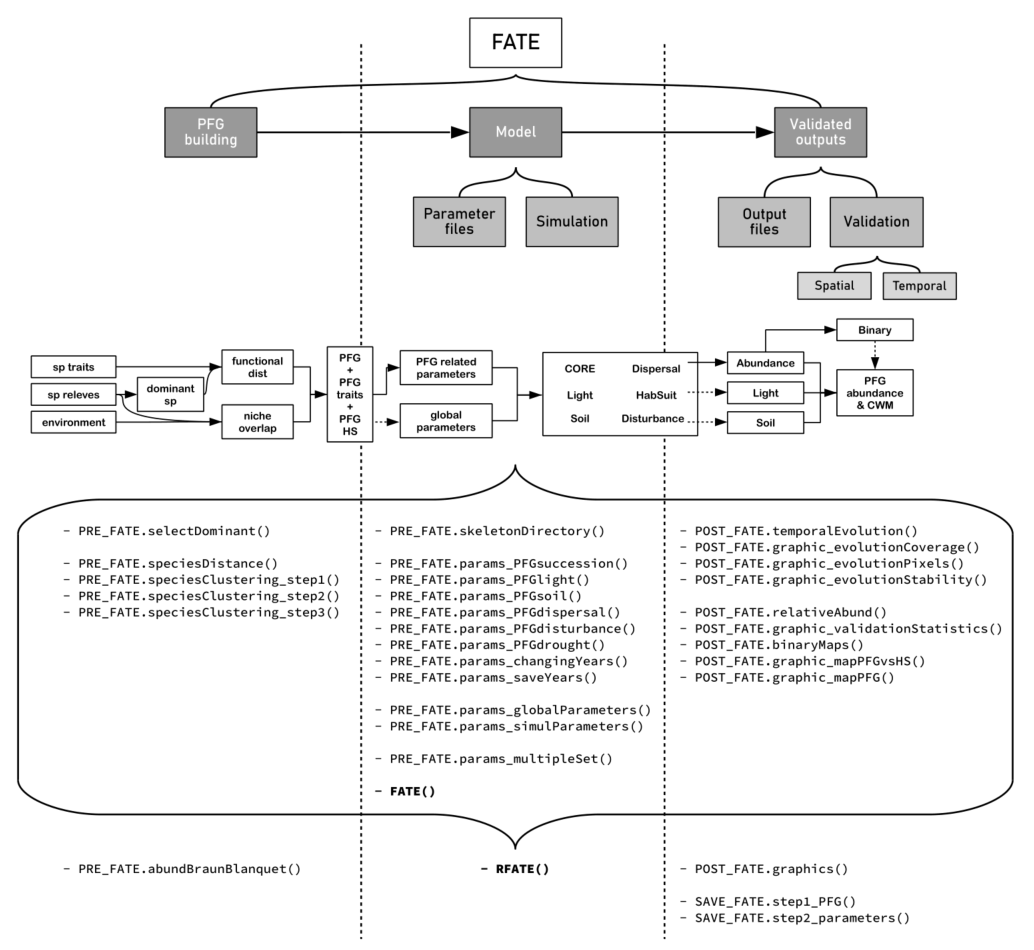 FATE
PFG
building
Model
Validated
outputs
Parameter
files
Simulation
Output
files
Validation
Spatial
Temporal
sp traits
sp releves
environment
dominant
sp
functional
dist
niche
overlap
PFG
+
PFG
traits
+
PFG
HS
PFG related
parameters
global
parameters
CORE
Dispersal
Light
HabSuit
Soil
Disturbance
Abundance
Light
Soil
Binary
PFG
abundance
& CWM
- PRE_FATE.selectDominant()
- PRE_FATE.speciesDistance()
- PRE_FATE.speciesClustering_step1()
- PRE_FATE.speciesClustering_step2()
- PRE_FATE.speciesClustering_step3()
- PRE_FATE.skeletonDirectory()
- PRE_FATE.params_PFGsuccession()
- PRE_FATE.params_PFGlight()
- PRE_FATE.params_PFGsoil()
- PRE_FATE.params_PFGdispersal()
- PRE_FATE.params_PFGdisturbance()
- PRE_FATE.params_PFGdrought()
- PRE_FATE.params_changingYears()
- PRE_FATE.params_saveYears()
- PRE_FATE.params_globalParameters()
- PRE_FATE.params_simulParameters()
- PRE_FATE.params_multipleSet()
- FATE()
- POST_FATE.temporalEvolution()
- POST_FATE.graphic_evolutionCoverage()
- POST_FATE.graphic_evolutionPixels()
- POST_FATE.graphic_evolutionStability()
- POST_FATE.relativeAbund()
- POST_FATE.graphic_validationStatistics()
- POST_FATE.binaryMaps()
- POST_FATE.graphic_mapPFGvsHS()
- POST_FATE.graphic_mapPFG()
- PRE_FATE.abundBraunBlanquet()
- RFATE()
- POST_FATE.graphics()
- SAVE_FATE.step1_PFG()
- SAVE_FATE.step2_parameters()